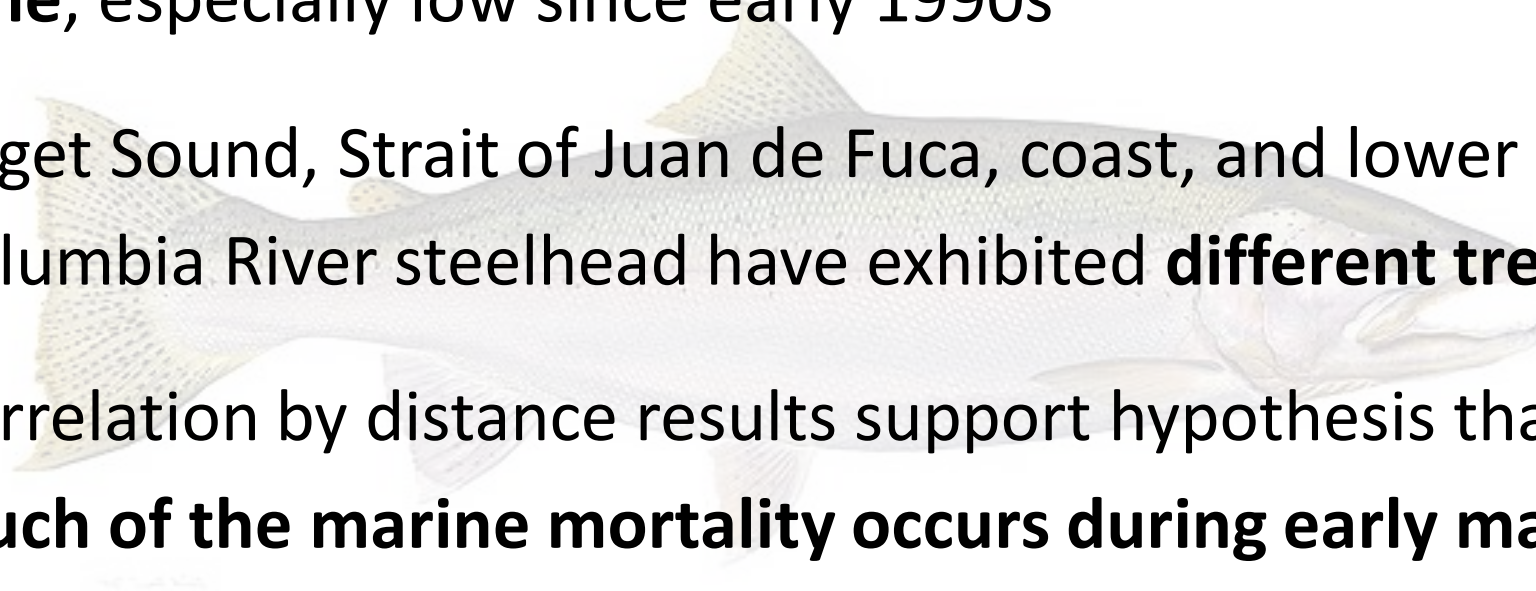 le, especially low since early 1990s
get Sound, Strait of Juan de Fuca, coast, and lower
lumbia River steelhead have exhibited different tre
rrelation by distance results support hypothesis tha
uch of the marine mortality occurs during early ma